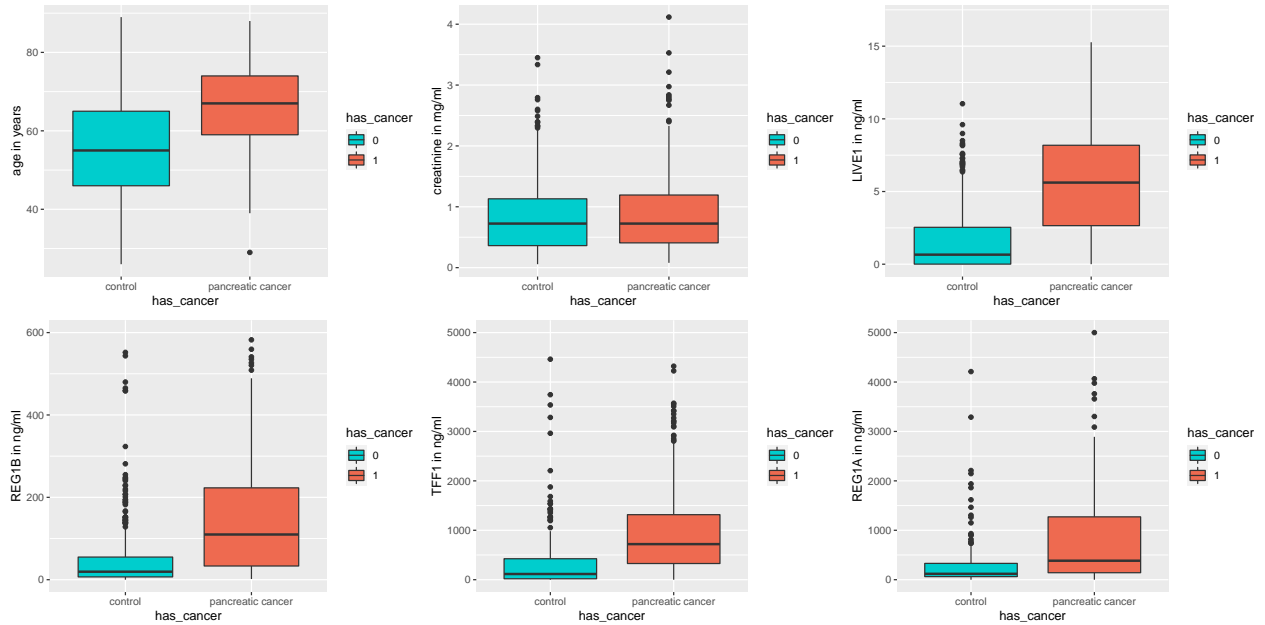 age in years
80
60
40
control
pancreatic cancer
has_cancer
has_cancer
0
1
creatinine in mg/ml
4
3
2
1
0
control
pancreatic cancer
has_cancer
has_cancer
0
1
LIVE1 in ng/ml
15
10
5
0
control
pancreatic cancer
has_cancer
has_cancer
0
1
REG1B in ng/ml
600
400
200
0
control
pancreatic cancer
has_cancer
has_cancer
0
1
TFF1 in ng/ml
5000
4000
3000
2000
1000
0
control
pancreatic cancer
has_cancer
has_cancer
0
1
REG1A in ng/ml
5000
4000
3000
2000
1000
0
control
pancreatic cancer
has_cancer
has_cancer
0
1